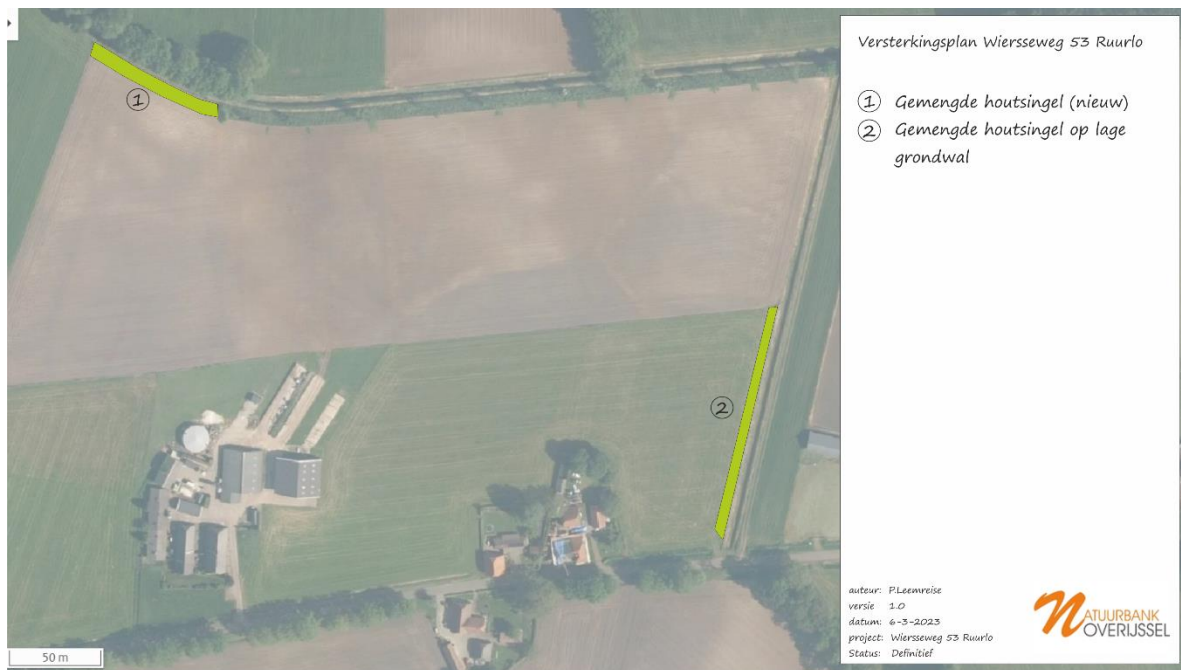 Versterkingsplan Wiersseweg 53 Ruurlo
1 Gemengde houtsingel (nieuw)
2 Gemengde houtsingel op lage
grondwal
1
2
auteur: P.Leemreise
versie 1.0
datum: 6-3-2023
project: Wiersseweg 53 Ruurlo
Status: Definitief
NATUURBANK
OVERIJSSEL
50 m